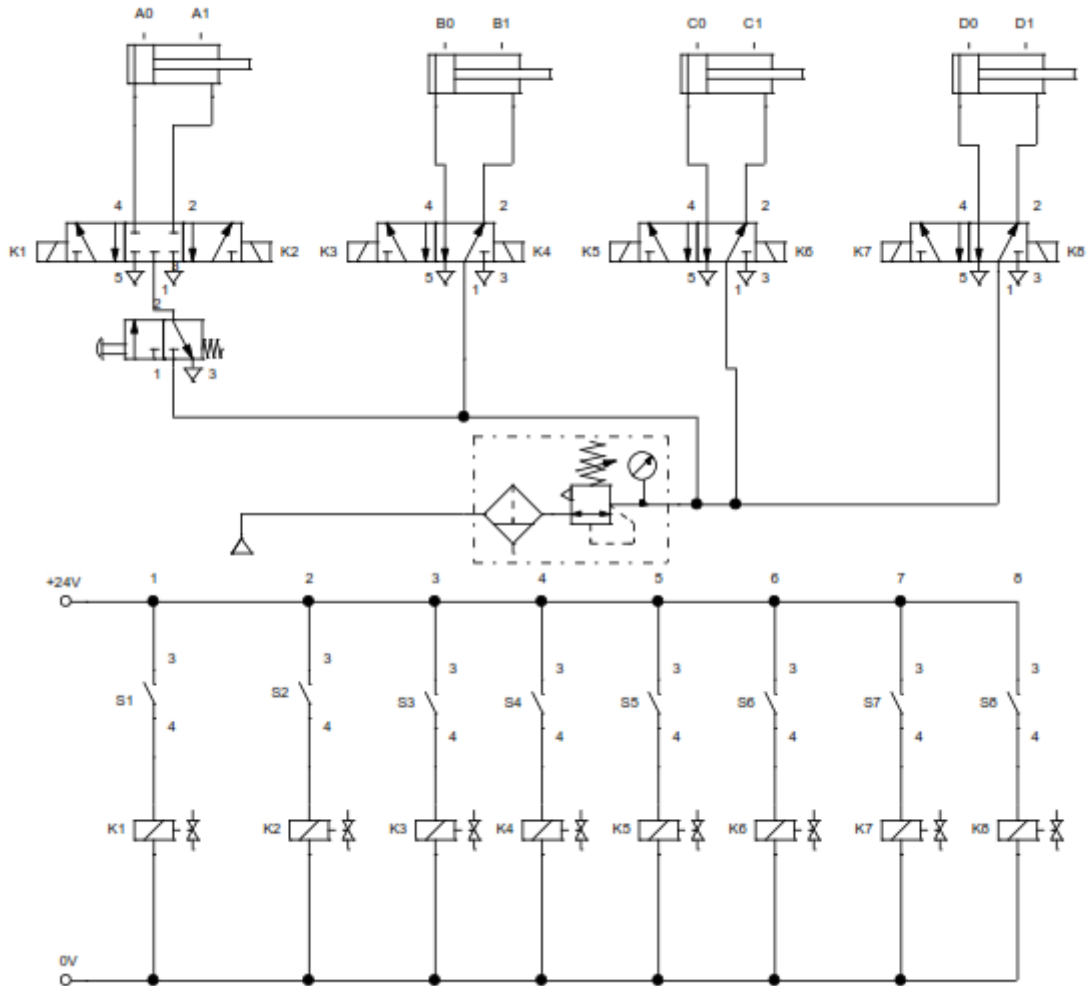 A0 A1 B0 B1 C0 C1 D0 D1
4 2 4 2 4 2 4 2
K1 K2 K3 K4 K5 K6 K7 K8
5 3 1 5 1 3 5 1 3 5 1 3
2
1 3
+24V 1 2 3 4 5 6 7 8
3 3 3 3 3 3 3 3
S1 S2 S3 S4 S5 S6 S7 S8
4 4 4 4 4 4 4 4
K1 K2 K3 K4 K5 K6 K7 K8
0V